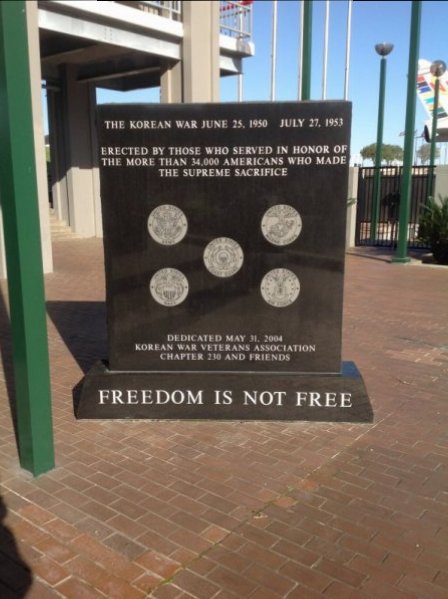 THE KOREAN WAR JUNE 25, 1950 JULY 27, 1953
ERECTED BY THOSE WHO SERVED IN HONOR OF
THE MORE THAN 34,000 AMERICANS WHO MADE
THE SUPREME SACRIFICE
DEDICATED MAY 31, 2004
KOREAN WAR VETERANS ASSOCIATION
CHAPTER 230 AND FRIENDS
FREEDOM IS NOT FREE